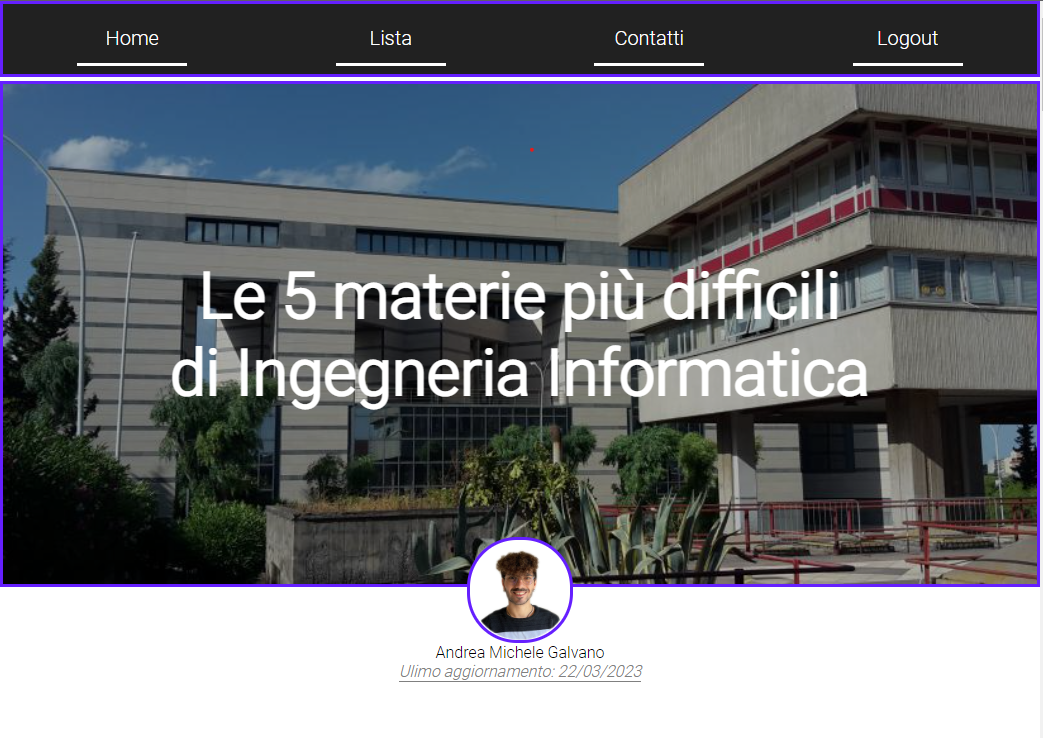 Home Lista Contatti Logout
Le 5 materie più difficili
di Ingegneria Informatica
Andrea Michele Galvano
Ulimo aggiornamento: 22/03/2023